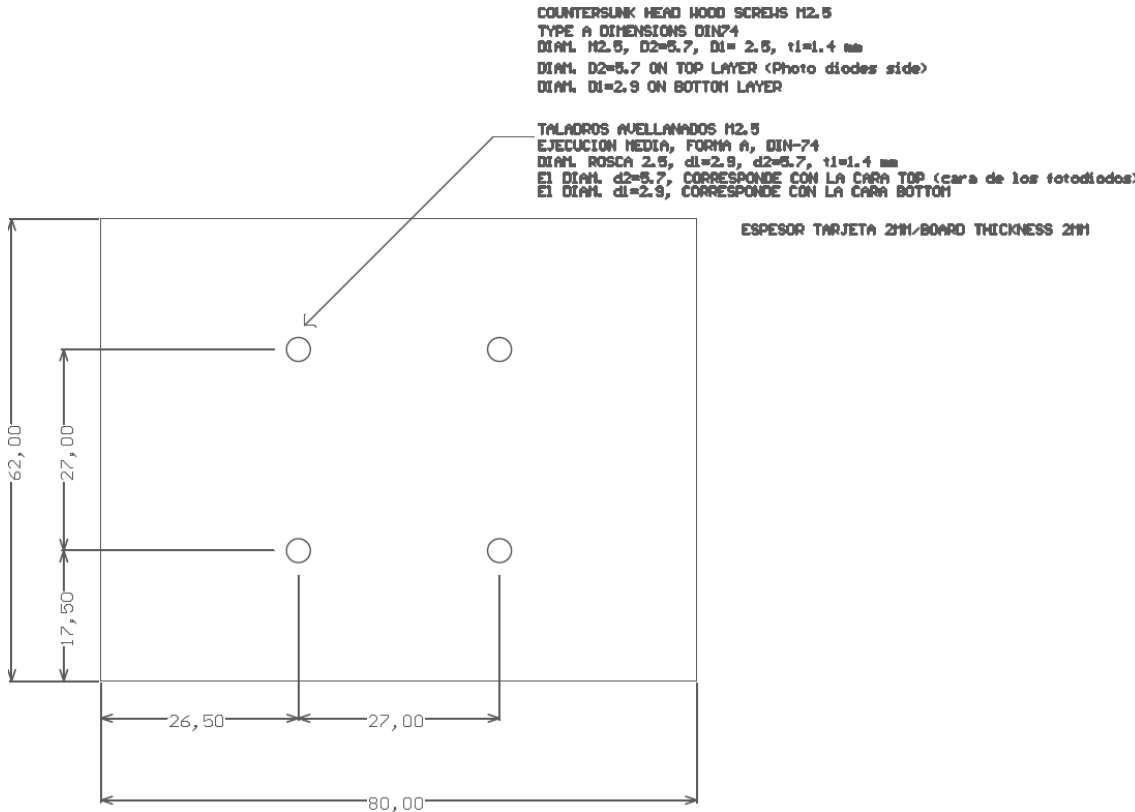 COUNTERSUNK HEAD WOOD SCREWS M2.5
TYPE A DIMENSIONS DIN74
DIAM. M2.5, D2=5.7, D1= 2.5, t1=1.4 mm
DIAM. D2=5.7 ON TOP LAYER (Photo diodes side)
DIAM. D1=2.9 ON BOTTOM LAYER
TALADROS AVELLANADOS M2.5
EJECUCION MEDIA, FORMA A, DIN-74
DIAM. ROSCA 2.5, d1=2.9, d2=5.7, t1=1.4 mm
El DIAM. d2=5.7, CORRESPONDE CON LA CARA TOP (cara de los fotodiodos)
El DIAM. d1=2.9, CORRESPONDE CON LA CARA BOTTOM
ESPESOR TARJETA 2MM/BOARD THICKNESS 2MM
62,00
27,00
17,50
26,50
27,00
80,00